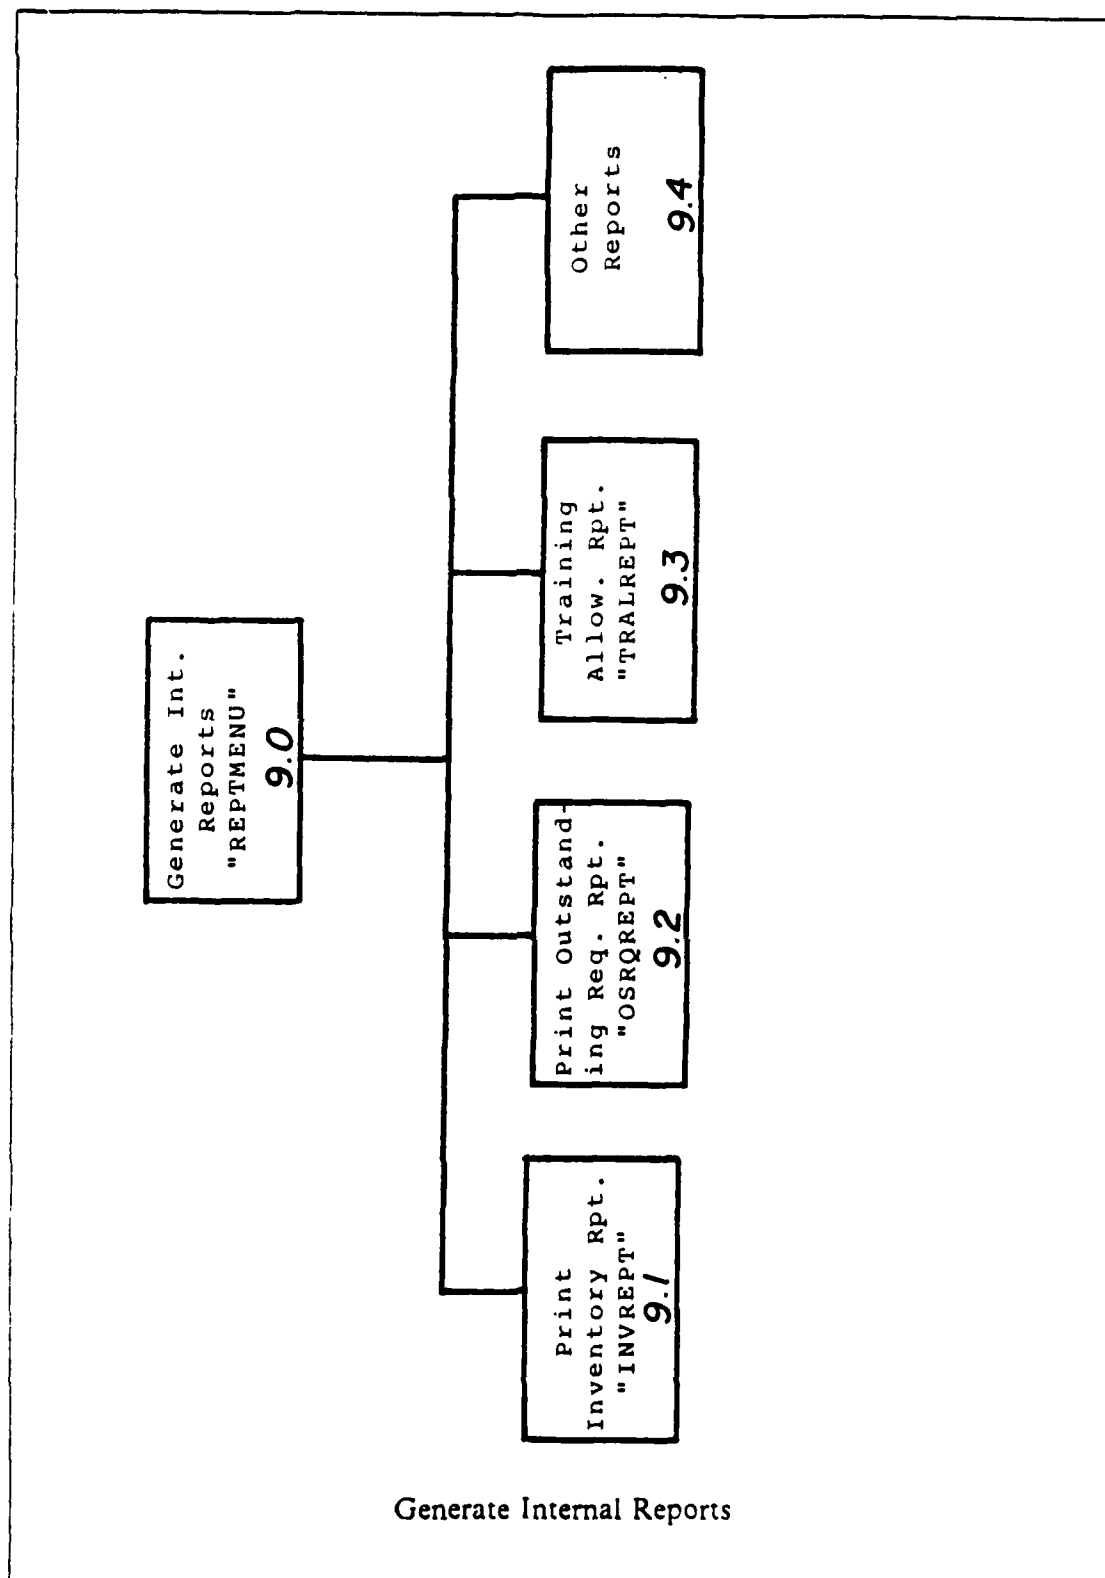 Generate Int.
Reports
"REPTMENU"
9.0
Print
Inventory Rpt.
"INVREPT"
9.1
Print Outstand-
ing Req. Rpt.
"OSRQREPT"
9.2
Training
Allow. Rpt.
"TRALREPT"
9.3
Other
Reports
9.4
Generate Internal Reports